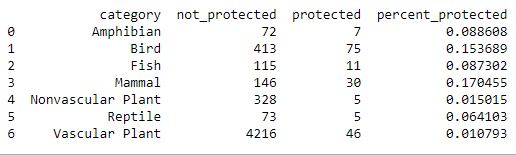 category not_protected protected percent_protected
0 Amphibian 72 7 0.088608
1 Bird 413 75 0.153689
2 Fish 115 11 0.087302
3 Mammal 146 30 0.170455
4 Nonvascular Plant 328 5 0.015015
5 Reptile 73 5 0.064103
6 Vascular Plant 4216 46 0.010793